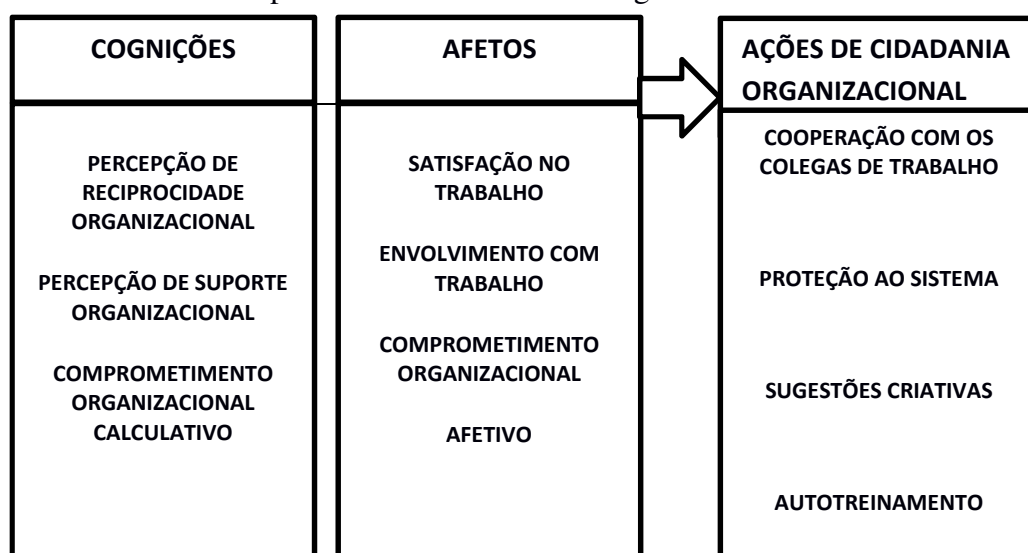 COGNIÇÕES
PERCEPÇÃO DE
RECIPROCIDADE
ORGANIZACIONAL
PERCEPÇÃO DE SUPORTE
ORGANIZACIONAL
COMPROMETIMENTO
ORGANIZACIONAL
CALCULATIVO
AFETOS
SATISFAÇÃO NO
TRABALHO
ENVOLVIMENTO COM
TRABALHO
COMPROMETIMENTO
ORGANIZACIONAL
AFETIVO
AÇÕES DE CIDADANIA
ORGANIZACIONAL
COOPERAÇÃO COM OS
COLEGAS DE TRABALHO
PROTEÇÃO AO SISTEMA
SUGESTÕES CRIATIVAS
AUTOTREINAMENTO